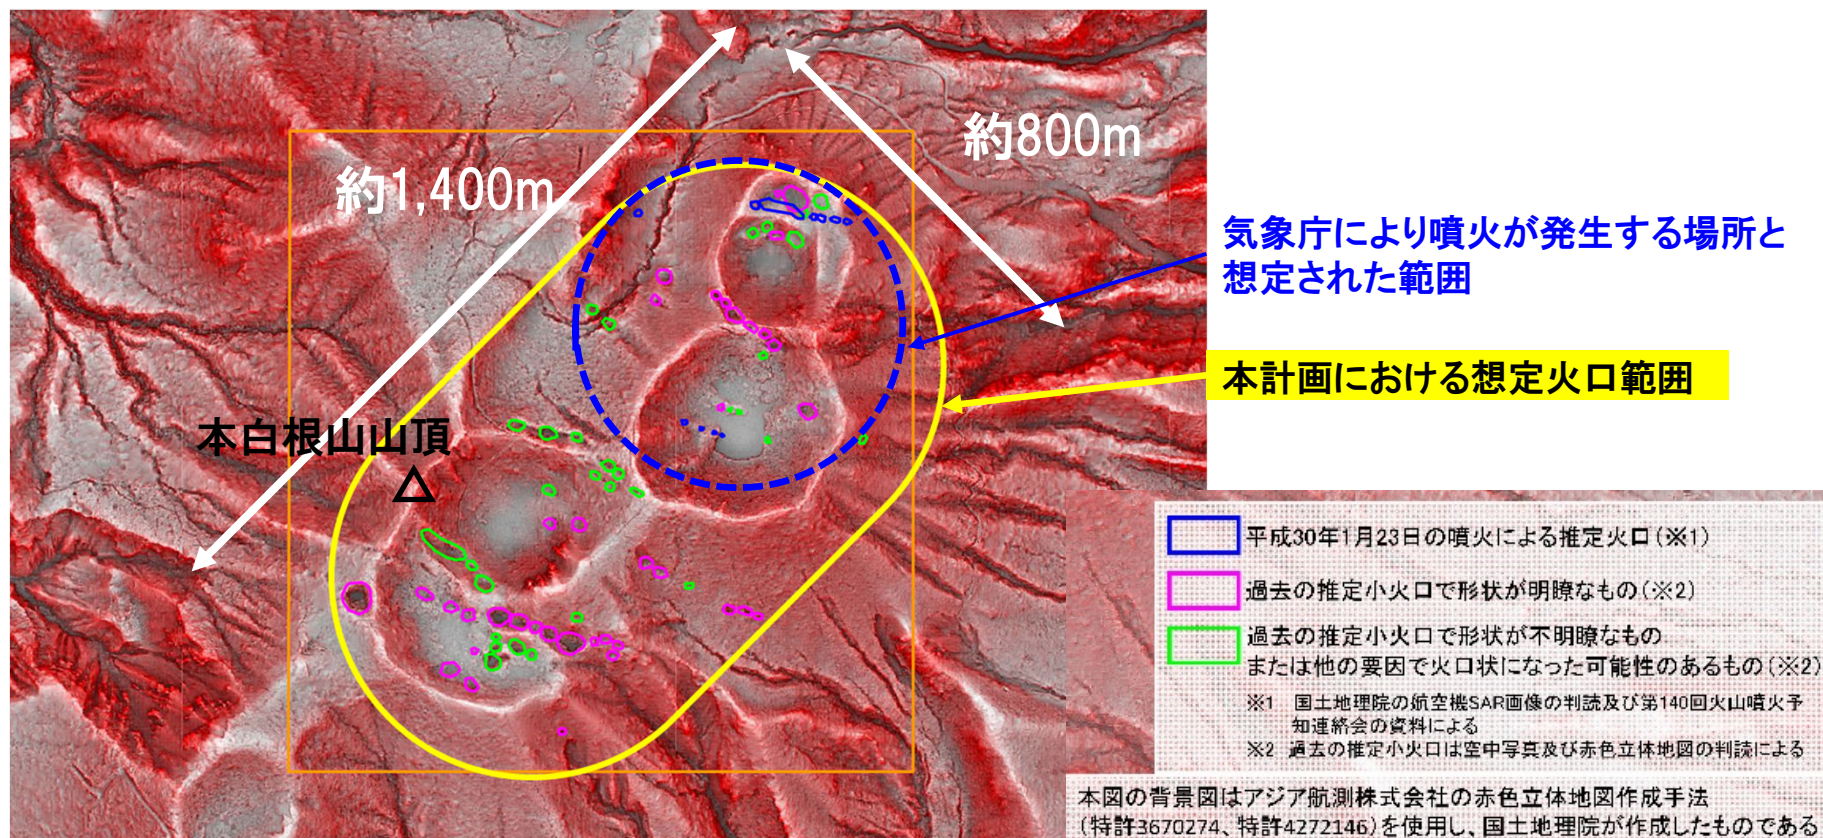 約1,400m
約800m
気象庁により噴火が発生する場所と
想定された範囲
本計画における想定火口範囲
本白根山山頂
平成30年1月23日の噴火による推定火口(※1)
過去の推定小火口で形状が明瞭なもの(※2)
過去の推定小火口で形状が不明瞭なもの
または他の要因で火口状になった可能性のあるもの(※2)
※1 国土地理院の航空機SAR画像の判読及び第140回火山噴火予
知連絡会の資料による
※2 過去の推定小火口は空中写真及び赤色立体地図の判読による
本図の背景図はアジア航測株式会社の赤色立体地図作成手法
(特許3670274、特許4272146)を使用し、国土地理院が作成したものである